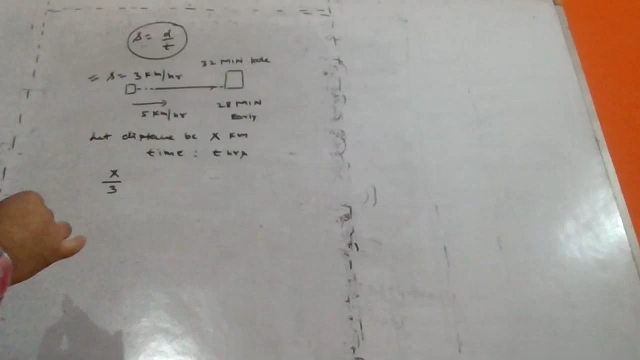 s = d/t
32 MIN late
= s = 3 km/hr
5 km/hr
28 MIN
Early
Let distance be x km
time : t hrs
x/3